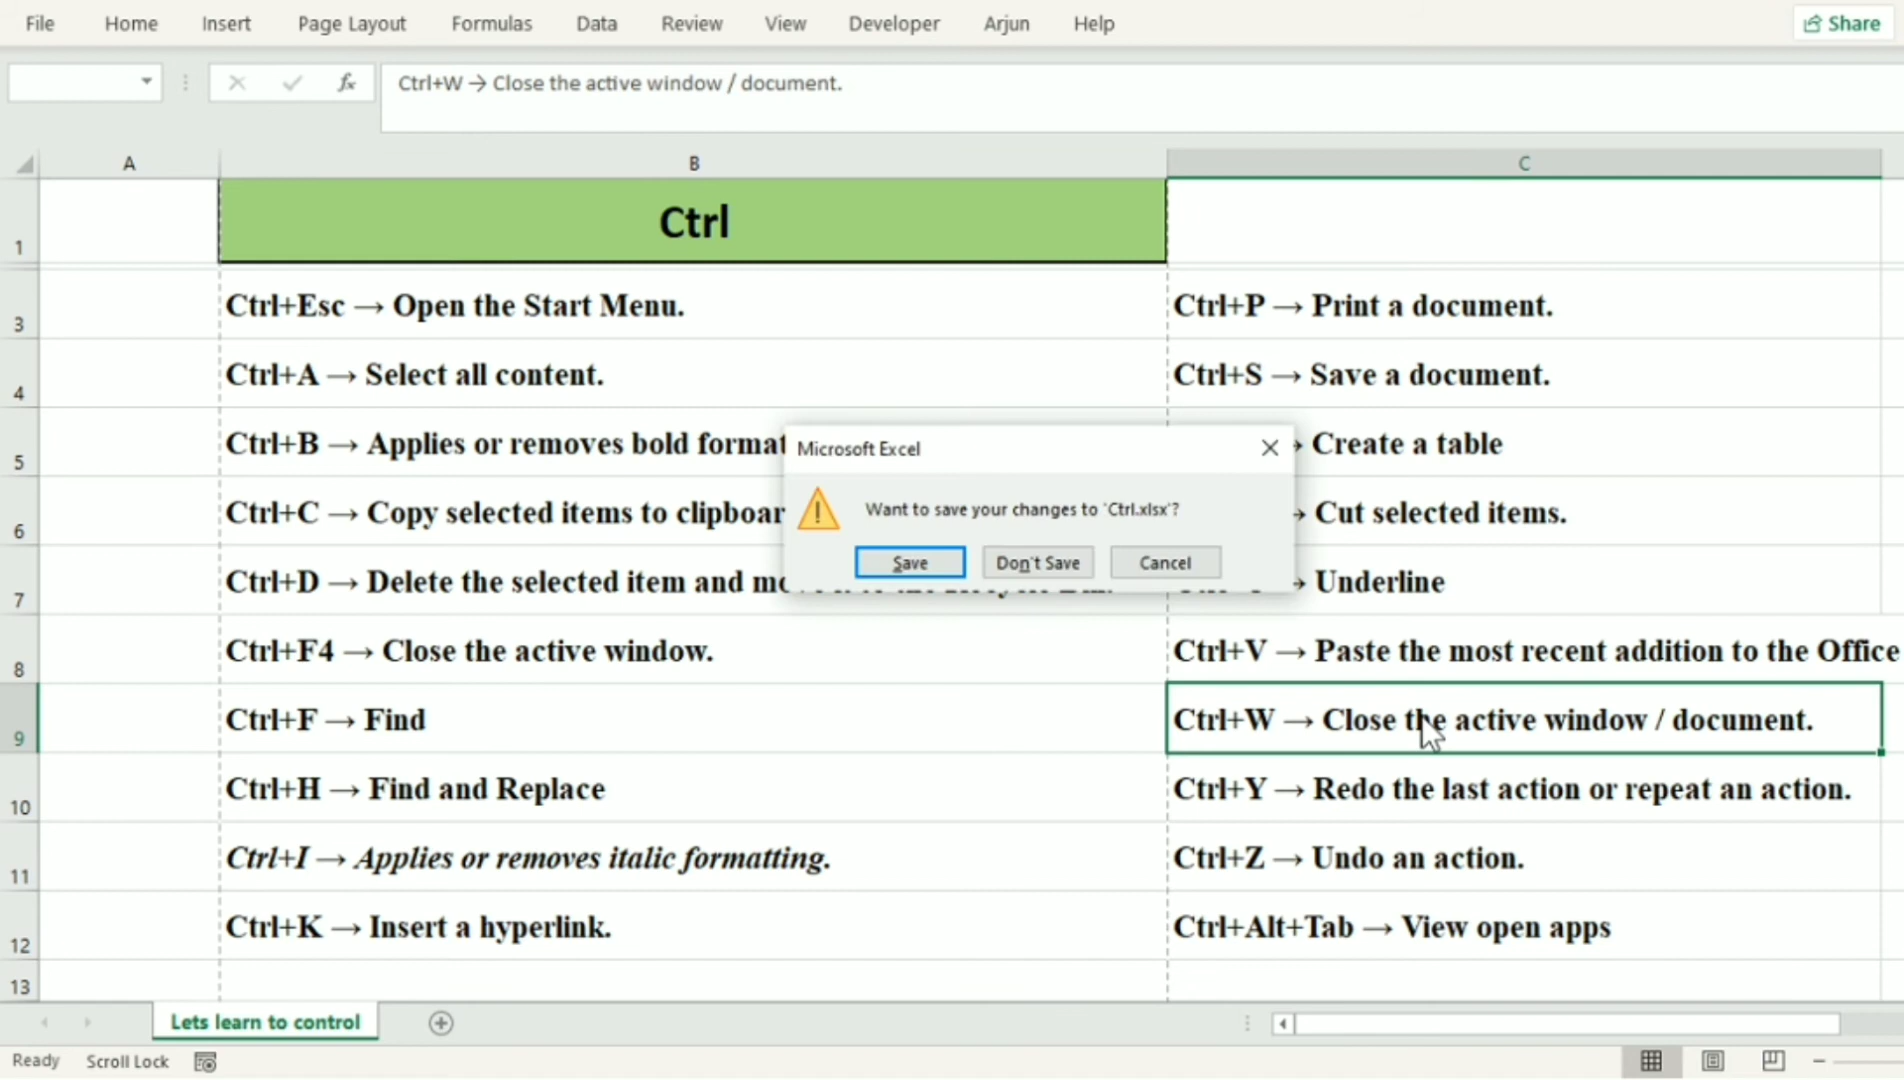 File Home Insert Page Layout Formulas Data Review View Developer Arjun Help Share
fx Ctrl+W → Close the active window / document.
A B C
1 Ctrl
3 Ctrl+Esc → Open the Start Menu. Ctrl+P → Print a document.
4 Ctrl+A → Select all content. Ctrl+S → Save a document.
5 Ctrl+B → Applies or removes bold format → Create a table
6 Ctrl+C → Copy selected items to clipboar → Cut selected items.
7 Ctrl+D → Delete the selected item and → Underline
Microsoft Excel
Want to save your changes to 'Ctrl.xlsx'?
Save Don't Save Cancel
8 Ctrl+F4 → Close the active window. Ctrl+V → Paste the most recent addition to the Office
9 Ctrl+F → Find Ctrl+W → Close the active window / document.
10 Ctrl+H → Find and Replace Ctrl+Y → Redo the last action or repeat an action.
11 Ctrl+I → Applies or removes italic formatting. Ctrl+Z → Undo an action.
12 Ctrl+K → Insert a hyperlink. Ctrl+Alt+Tab → View open apps
13
Lets learn to control
Ready Scroll Lock